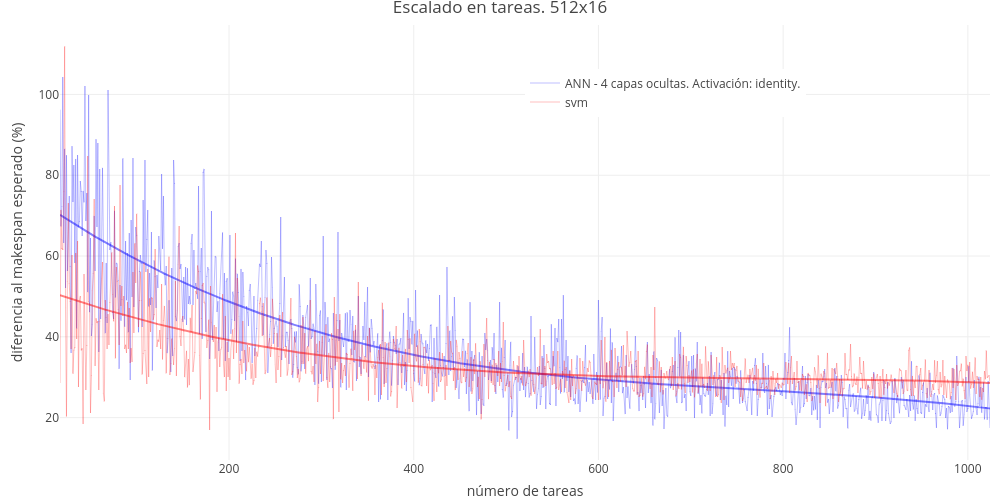 Escalado en tareas. 512x16
ANN - 4 capas ocultas. Activación: identity.
svm
diferencia al makespan esperado (%)
100
80
60
40
20
200
400
600
800
1000
número de tareas